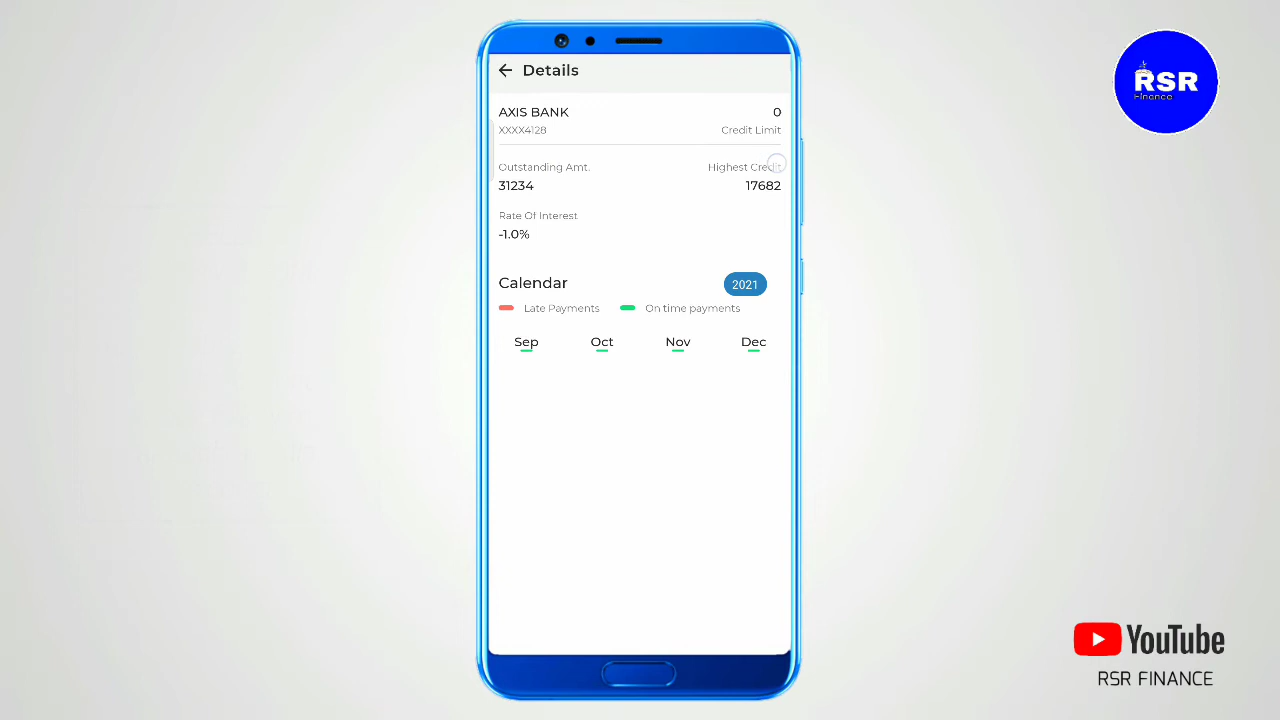 Details
AXIS BANK 0
XXXX4128 Credit Limit
Outstanding Amt. Highest Credit
31234 17682
Rate Of Interest
-1.0%
Calendar 2021
Late Payments On time payments
Sep Oct Nov Dec
RSR
Finance
YouTube
RSR FINANCE